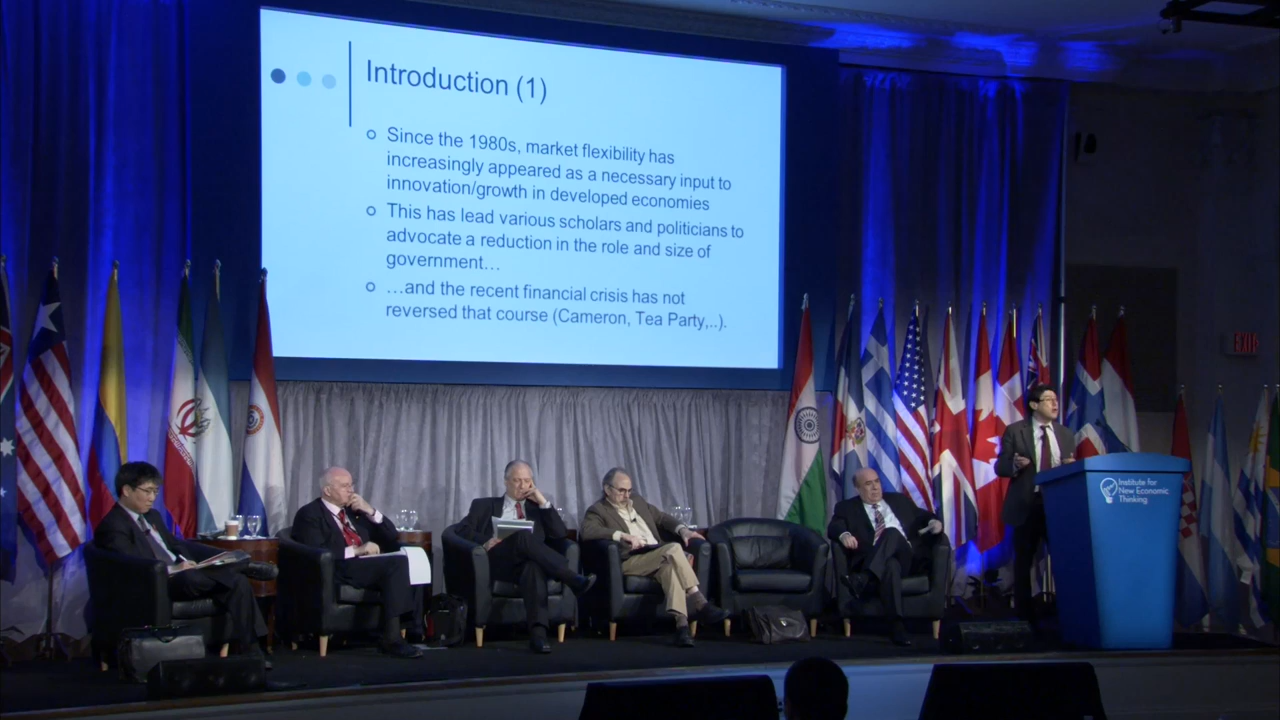 Introduction (1)
Since the 1980s, market flexibility has
increasingly appeared as a necessary input to
innovation/growth in developed economies
This has lead various scholars and politicians to
advocate a reduction in the role and size of
government…
…and the recent financial crisis has not
reversed that course (Cameron, Tea Party,..).
EXIT
Institute for
New Economic
Thinking